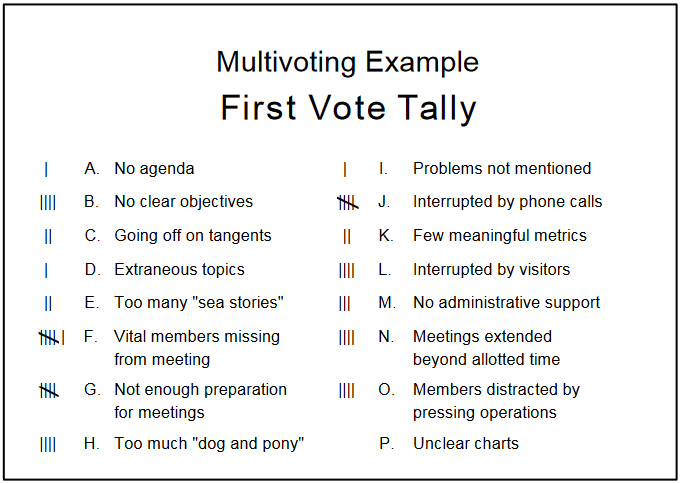 Multivoting Example
First Vote Tally
| A. No agenda
|||| B. No clear objectives
|| C. Going off on tangents
| D. Extraneous topics
|| E. Too many "sea stories"
|||| | F. Vital members missing
from meeting
|||| G. Not enough preparation
for meetings
|||| H. Too much "dog and pony"
| I. Problems not mentioned
|||| J. Interrupted by phone calls
|| K. Few meaningful metrics
|||| L. Interrupted by visitors
||| M. No administrative support
|||| N. Meetings extended
beyond allotted time
|||| O. Members distracted by
pressing operations
P. Unclear charts